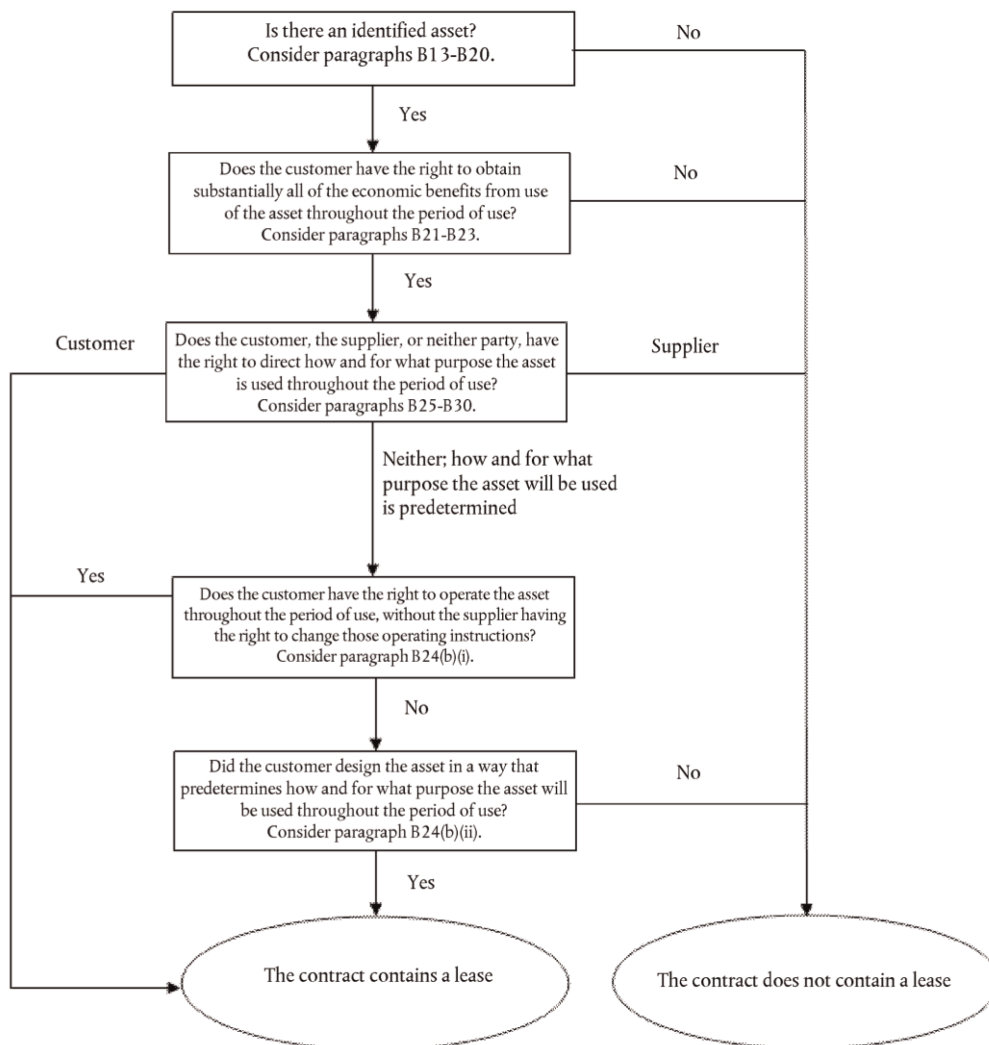 Is there an identified asset?
Consider paragraphs B13-B20.
No
Yes
Does the customer have the right to obtain
substantially all of the economic benefits from use
of the asset throughout the period of use?
Consider paragraphs B21-B23.
No
Yes
Customer
Does the customer, the supplier, or neither party, have
the right to direct how and for what purpose the asset
is used throughout the period of use?
Consider paragraphs B25-B30.
Supplier
Neither; how and for what
purpose the asset will be used
is predetermined
Yes
Does the customer have the right to operate the asset
throughout the period of use, without the supplier having
the right to change those operating instructions?
Consider paragraph B24(b)(i).
No
Did the customer design the asset in a way that
predetermines how and for what purpose the asset will
be used throughout the period of use?
Consider paragraph B24(b)(ii).
No
Yes
The contract contains a lease
The contract does not contain a lease